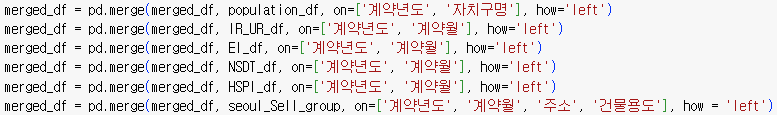 merged_df = pd.merge(merged_df, population_df, on=['계약년도', '자치구명'], how='left')
merged_df = pd.merge(merged_df, IR_UR_df, on=['계약년도', '계약월'], how='left')
merged_df = pd.merge(merged_df, EI_df, on=['계약년도', '계약월'], how='left')
merged_df = pd.merge(merged_df, NSDT_df, on=['계약년도', '계약월'], how='left')
merged_df = pd.merge(merged_df, HSPI_df, on=['계약년도', '계약월'], how='left')
merged_df = pd.merge(merged_df, seoul_Sell_group, on=['계약년도', '계약월', '주소', '건물용도'], how = 'left')